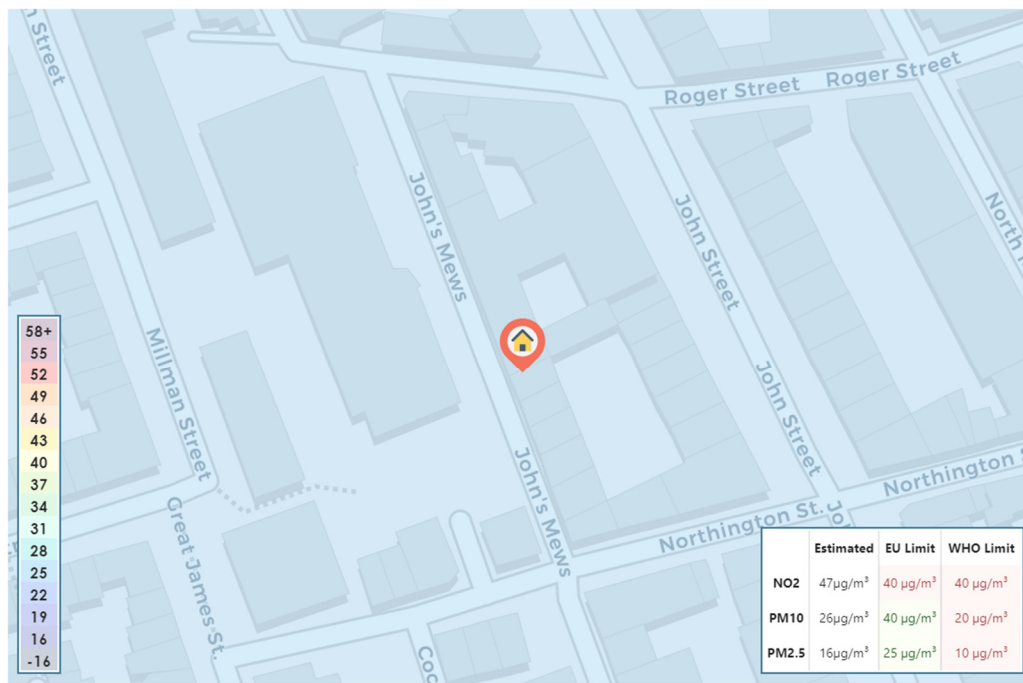 Street
Roger Street
Roger Street
John's Mews
John Street
North
Millman Street
John Street
John's Mews
Northington
Great James St.
Northington St.
Jo
Coc
58+
55
52
49
46
43
40
37
34
31
28
25
22
19
16
-16
Estimated EU Limit WHO Limit
NO2 47µg/m³ 40 µg/m³ 40 µg/m³
PM10 26µg/m³ 40 µg/m³ 20 µg/m³
PM2.5 16µg/m³ 25 µg/m³ 10 µg/m³